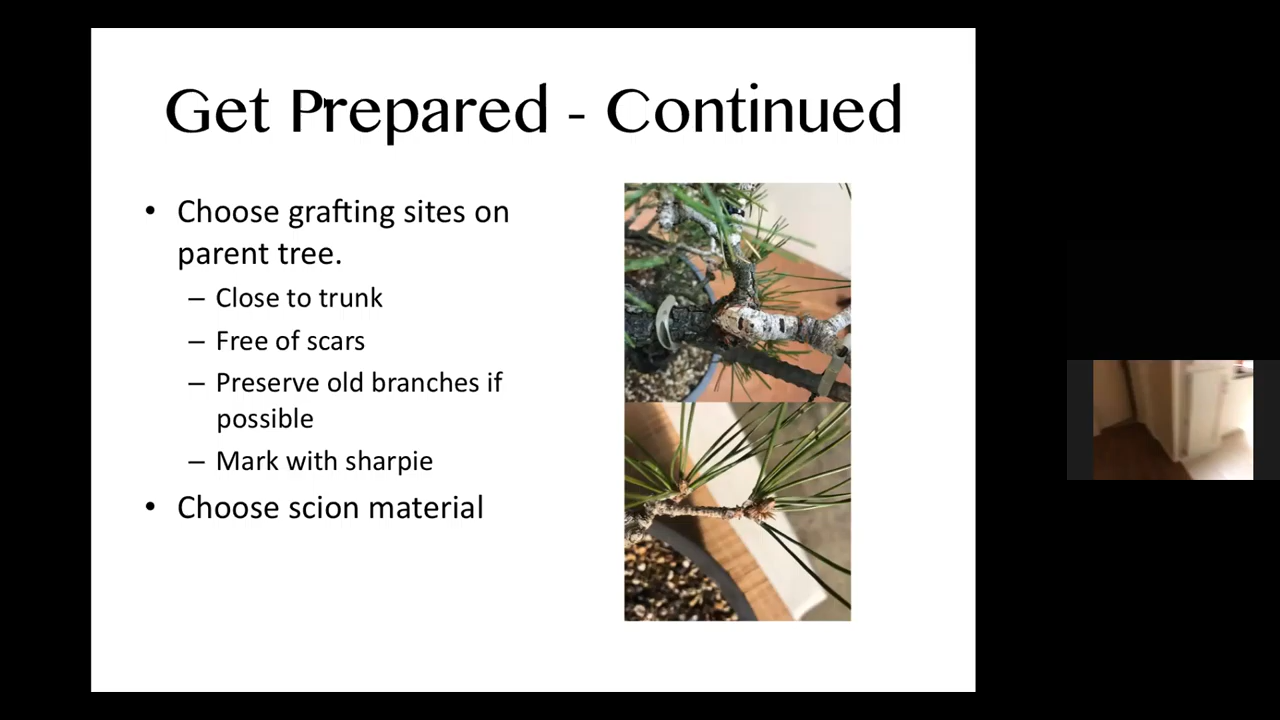 Get Prepared - Continued
• Choose grafting sites on
parent tree.
– Close to trunk
– Free of scars
– Preserve old branches if
possible
– Mark with sharpie
• Choose scion material